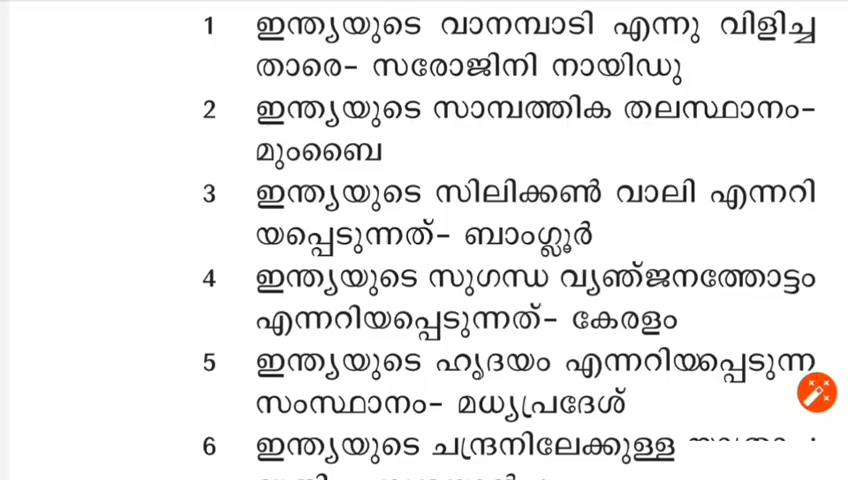 1 ഇന്ത്യയുടെ വാനമ്പാടി എന്നു വിളിച്ച
താരെ- സരോജിനി നായിഡു
2 ഇന്ത്യയുടെ സാമ്പത്തിക തലസ്ഥാനം-
മുംബൈ
3 ഇന്ത്യയുടെ സിലിക്കൺ വാലി എന്നറി
യപ്പെടുന്നത്- ബാംഗ്ലൂർ
4 ഇന്ത്യയുടെ സുഗന്ധ വ്യഞ്ജനത്തോട്ടം
എന്നറിയപ്പെടുന്നത്- കേരളം
5 ഇന്ത്യയുടെ ഹൃദയം എന്നറിയപ്പെടുന്ന
സംസ്ഥാനം- മധ്യപ്രദേശ്
6 ഇന്ത്യയുടെ ചന്ദ്രനിലേക്കുള്ള